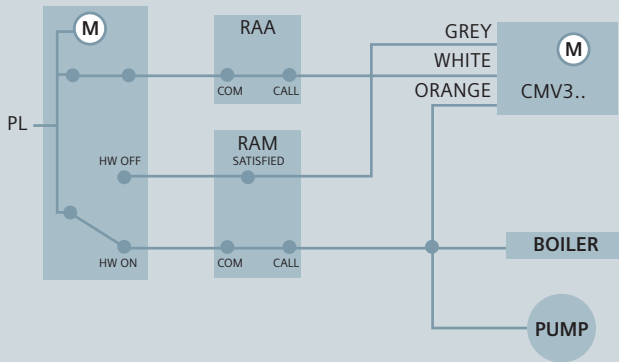 M
RAA
COM
CALL
GREY
WHITE
ORANGE
M
CMV3..
PL
HW OFF
RAM
SATISFIED
HW ON
COM
CALL
BOILER
PUMP